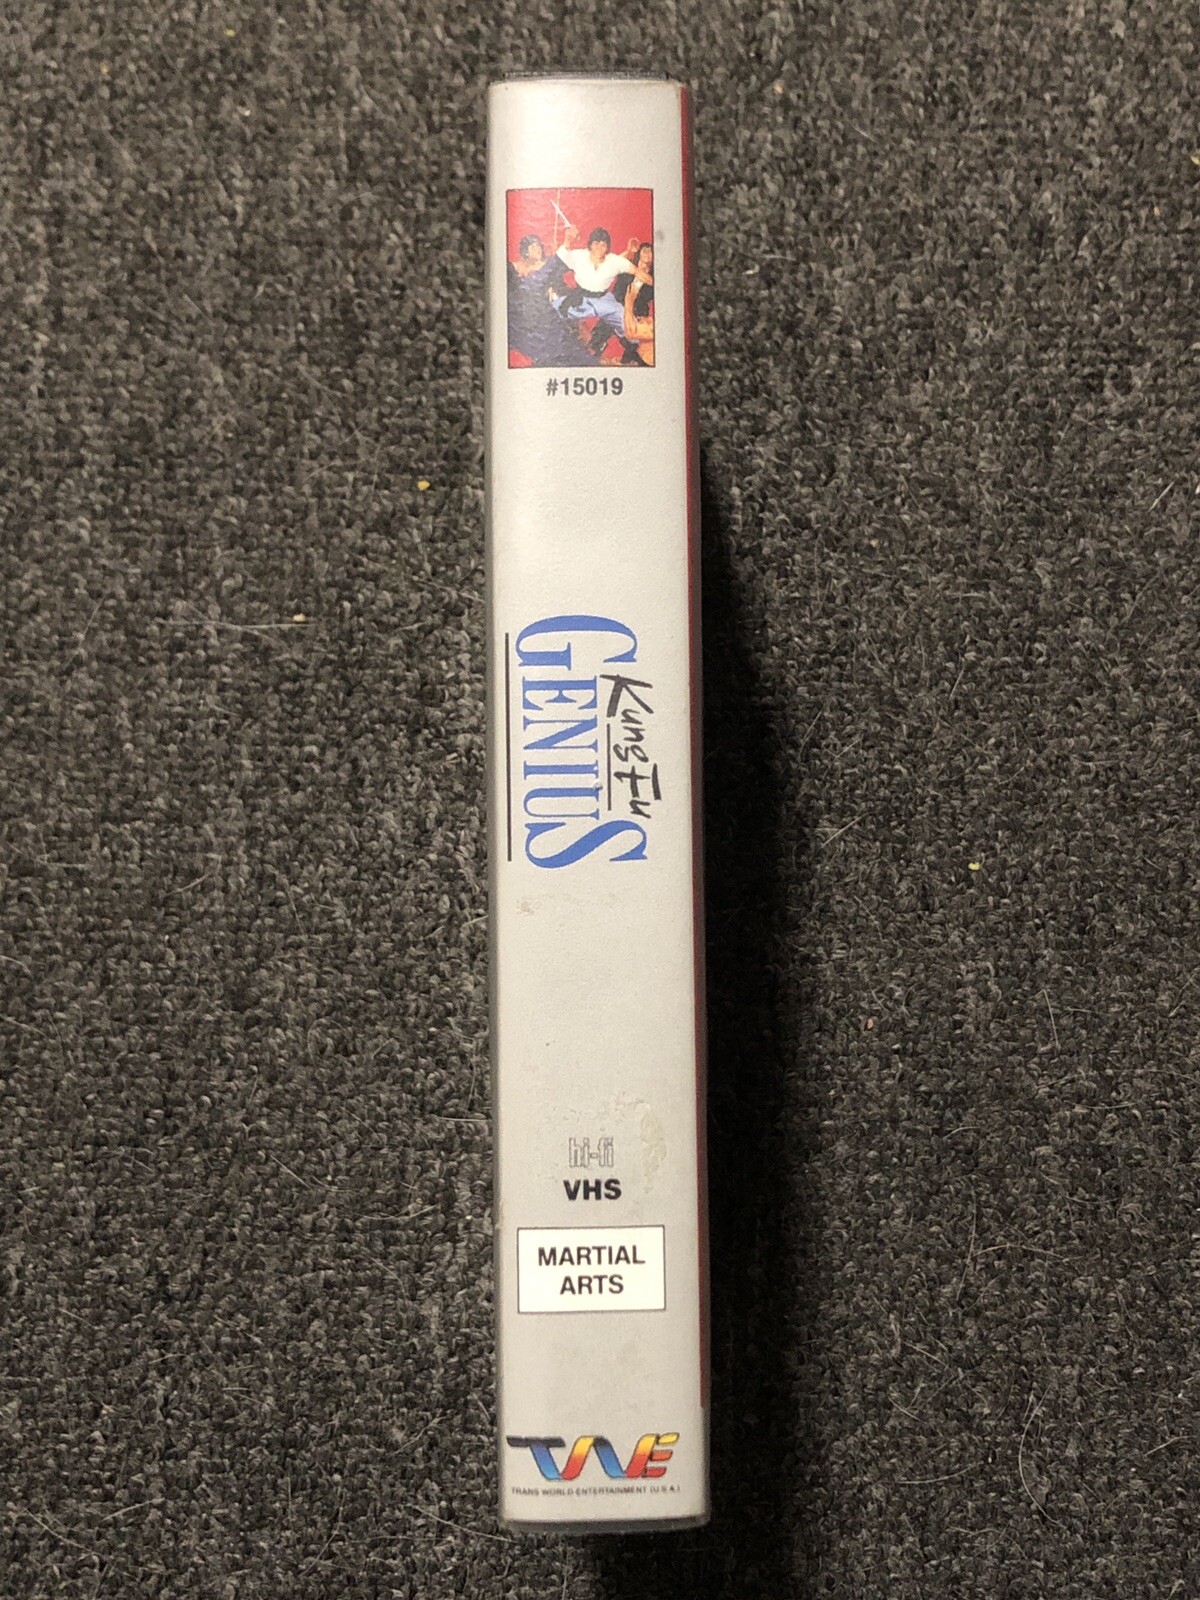 #15019
Kung Fu
GENIUS
hi-fi
VHS
MARTIAL
ARTS
TWE
TRANS WORLD ENTERTAINMENT (U.S.A.)